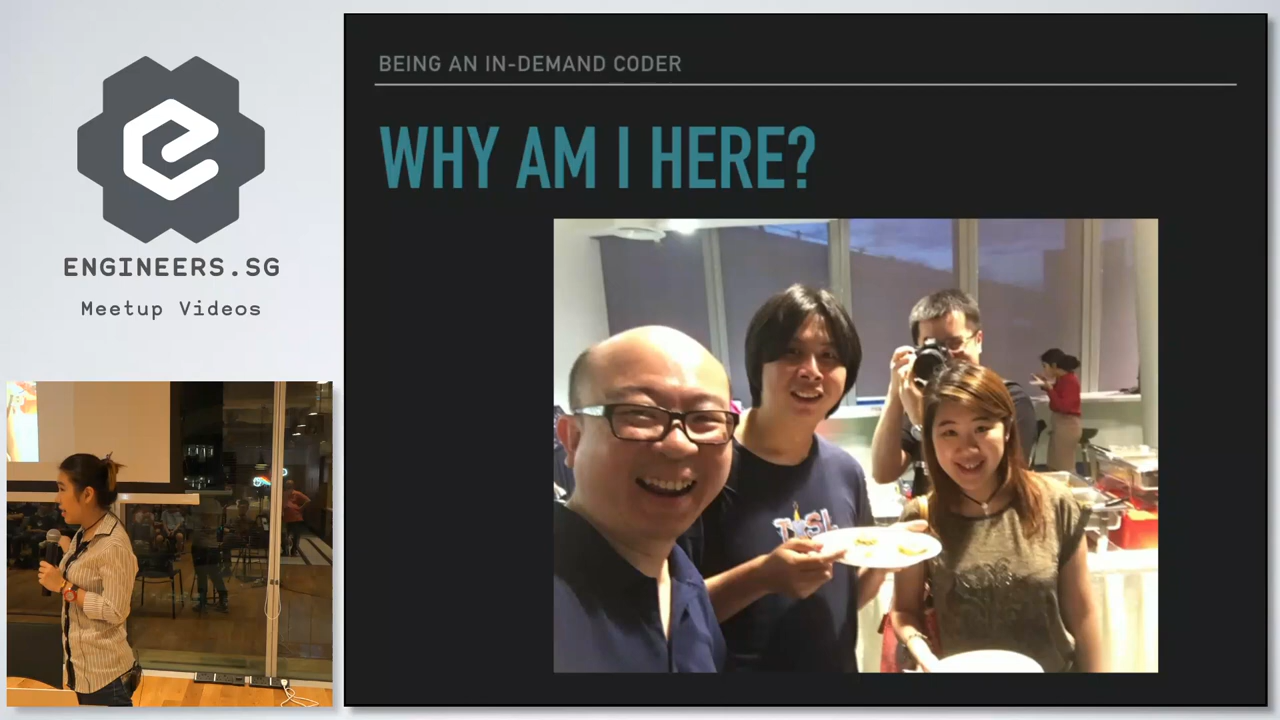 ENGINEERS.SG
Meetup Videos
BEING AN IN-DEMAND CODER
WHY AM I HERE?